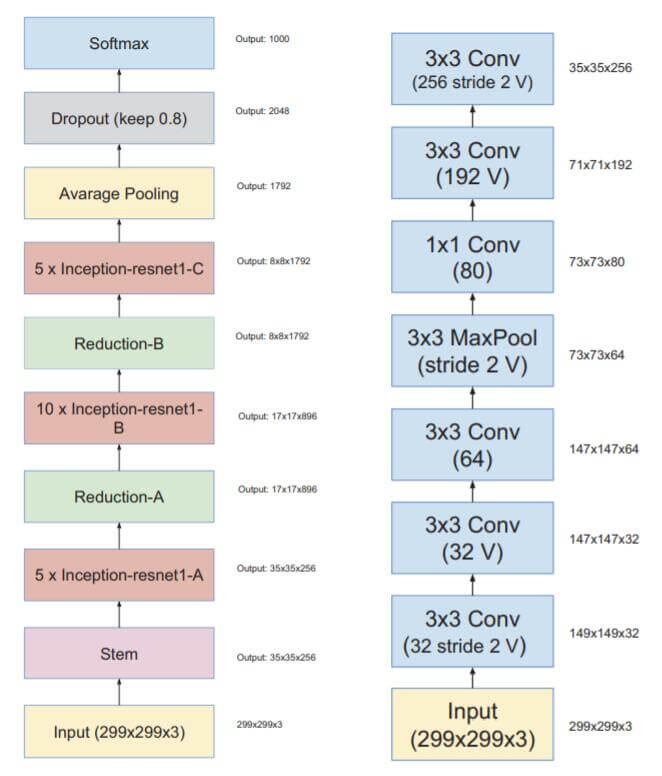 Softmax
Output: 1000
Dropout (keep 0.8)
Output: 2048
Avarage Pooling
Output: 1792
5 x Inception-resnet1-C
Output: 8x8x1792
Reduction-B
Output: 8x8x1792
10 x Inception-resnet1-
B
Output: 17x17x896
Reduction-A
Output: 17x17x896
5 x Inception-resnet1-A
Output: 35x35x256
Stem
Output: 35x35x256
Input (299x299x3)
299x299x3
3x3 Conv
(256 stride 2 V)
35x35x256
3x3 Conv
(192 V)
71x71x192
1x1 Conv
(80)
73x73x80
3x3 MaxPool
(stride 2 V)
73x73x64
3x3 Conv
(64)
147x147x64
3x3 Conv
(32 V)
147x147x32
3x3 Conv
(32 stride 2 V)
149x149x32
Input
(299x299x3)
299x299x3